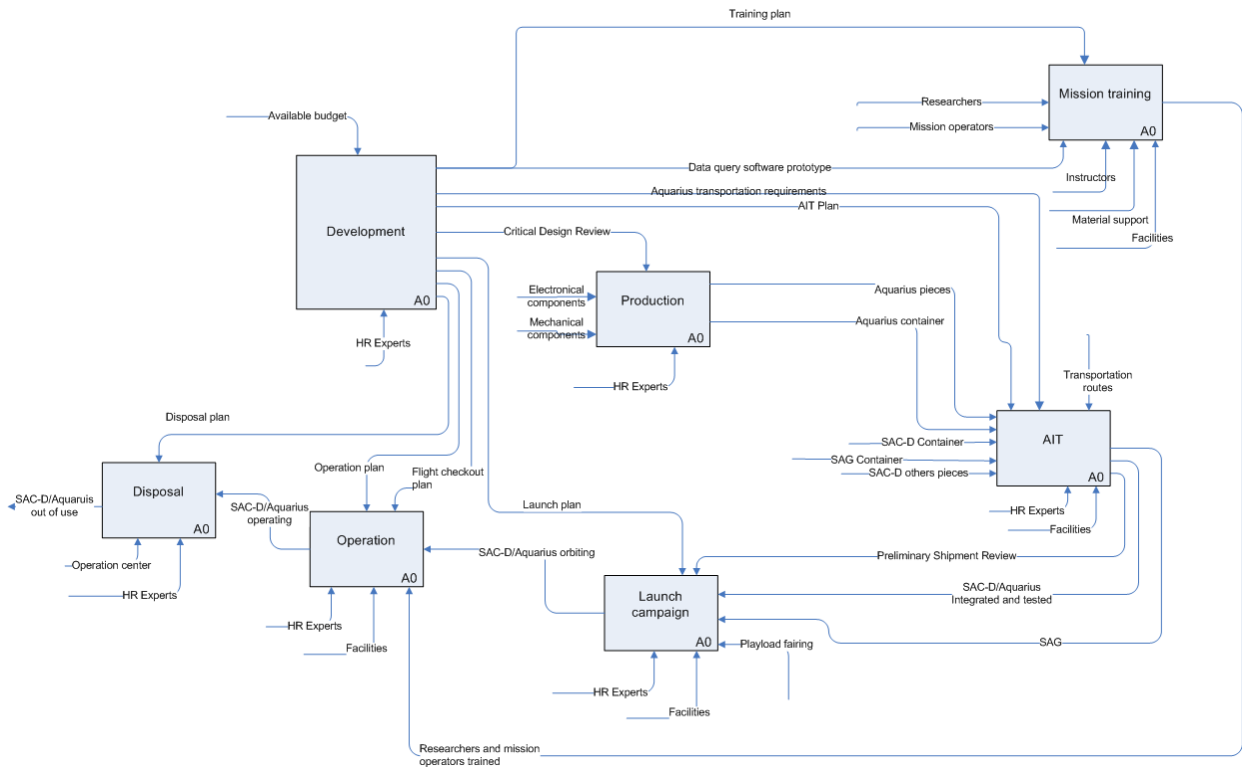 Training plan
Mission training
A0
Researchers
Mission operators
Available budget
Data query software prototype
Instructors
Aquarius transportation requirements
AIT Plan
Material support
Facilities
Development
A0
Critical Design Review
Electronical
components
Production
Mechanical
components
A0
Aquarius pieces
Aquarius container
HR Experts
HR Experts
Transportation
routes
Disposal plan
SAC-D Container
SAG Container
SAC-D others pieces
AIT
A0
Operation plan
Flight checkout
plan
Disposal
A0
SAC-D/Aquaruis
out of use
SAC-D/Aquarius
operating
Launch plan
HR Experts
Facilities
Operation
A0
SAC-D/Aquarius orbiting
Preliminary Shipment Review
Operation center
HR Experts
Launch
campaign
A0
SAC-D/Aquarius
Integrated and tested
HR Experts
Facilities
Playload fairing
SAG
HR Experts
Facilities
Researchers and mission
operators trained